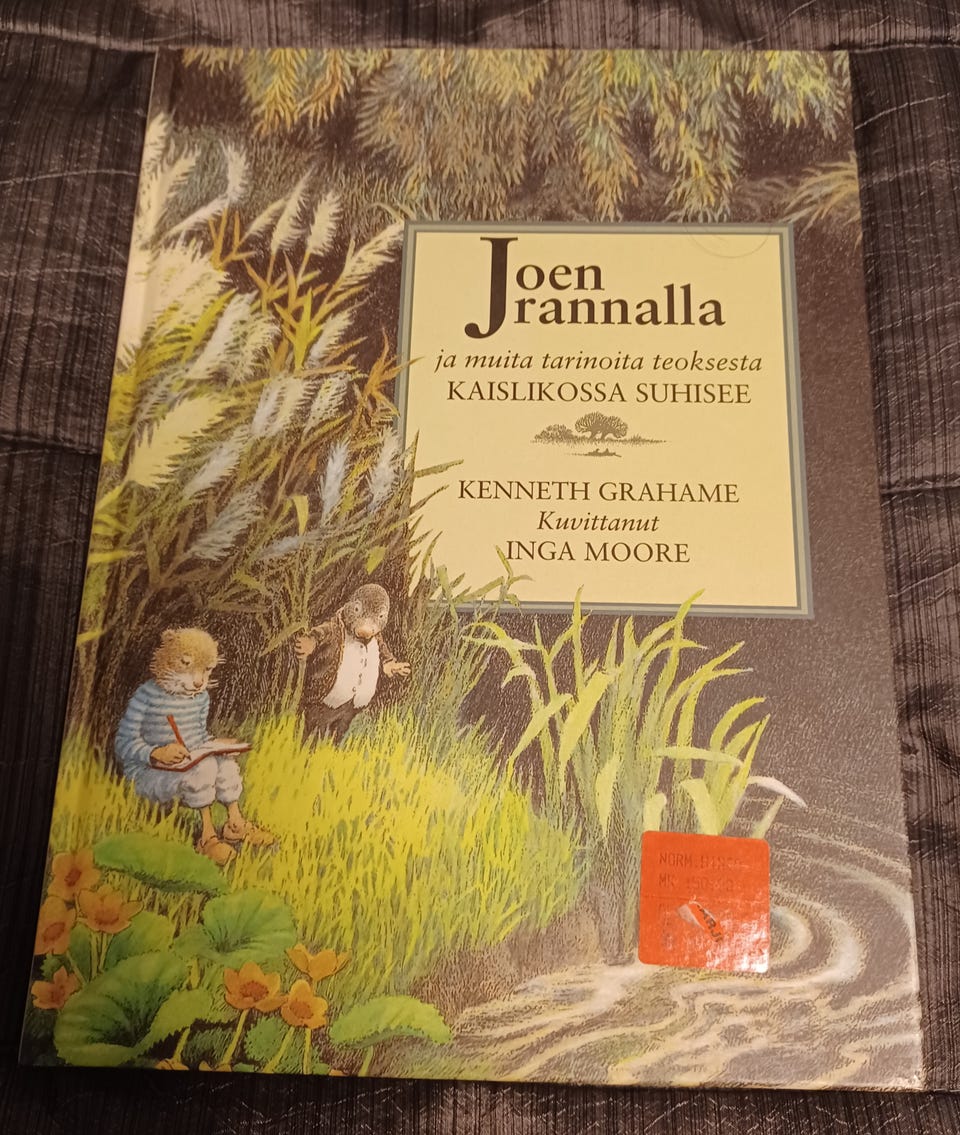 Joen
rannalla
ja muita tarinoita teoksesta
KAISLIKOSSA SUHISEE
KENNETH GRAHAME
Kuvittanut
INGA MOORE